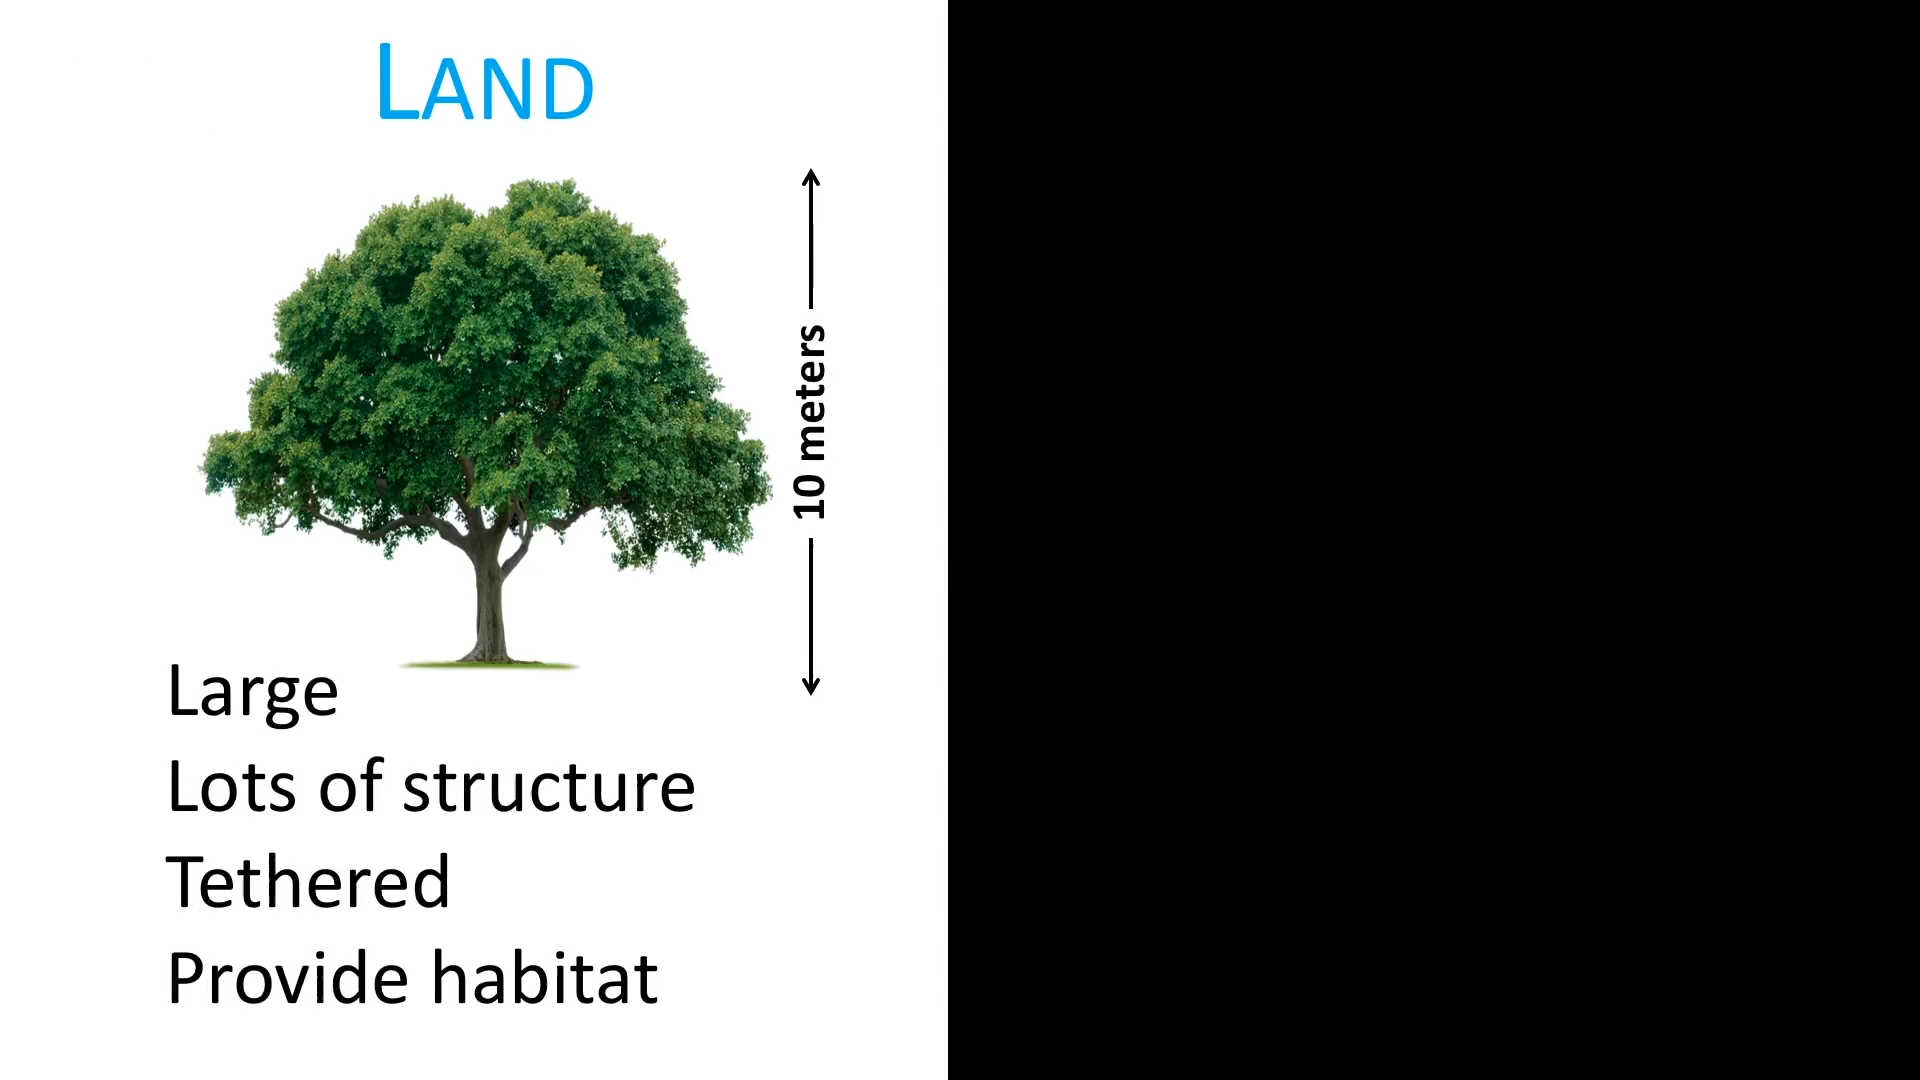 LAND
10 meters
Large
Lots of structure
Tethered
Provide habitat